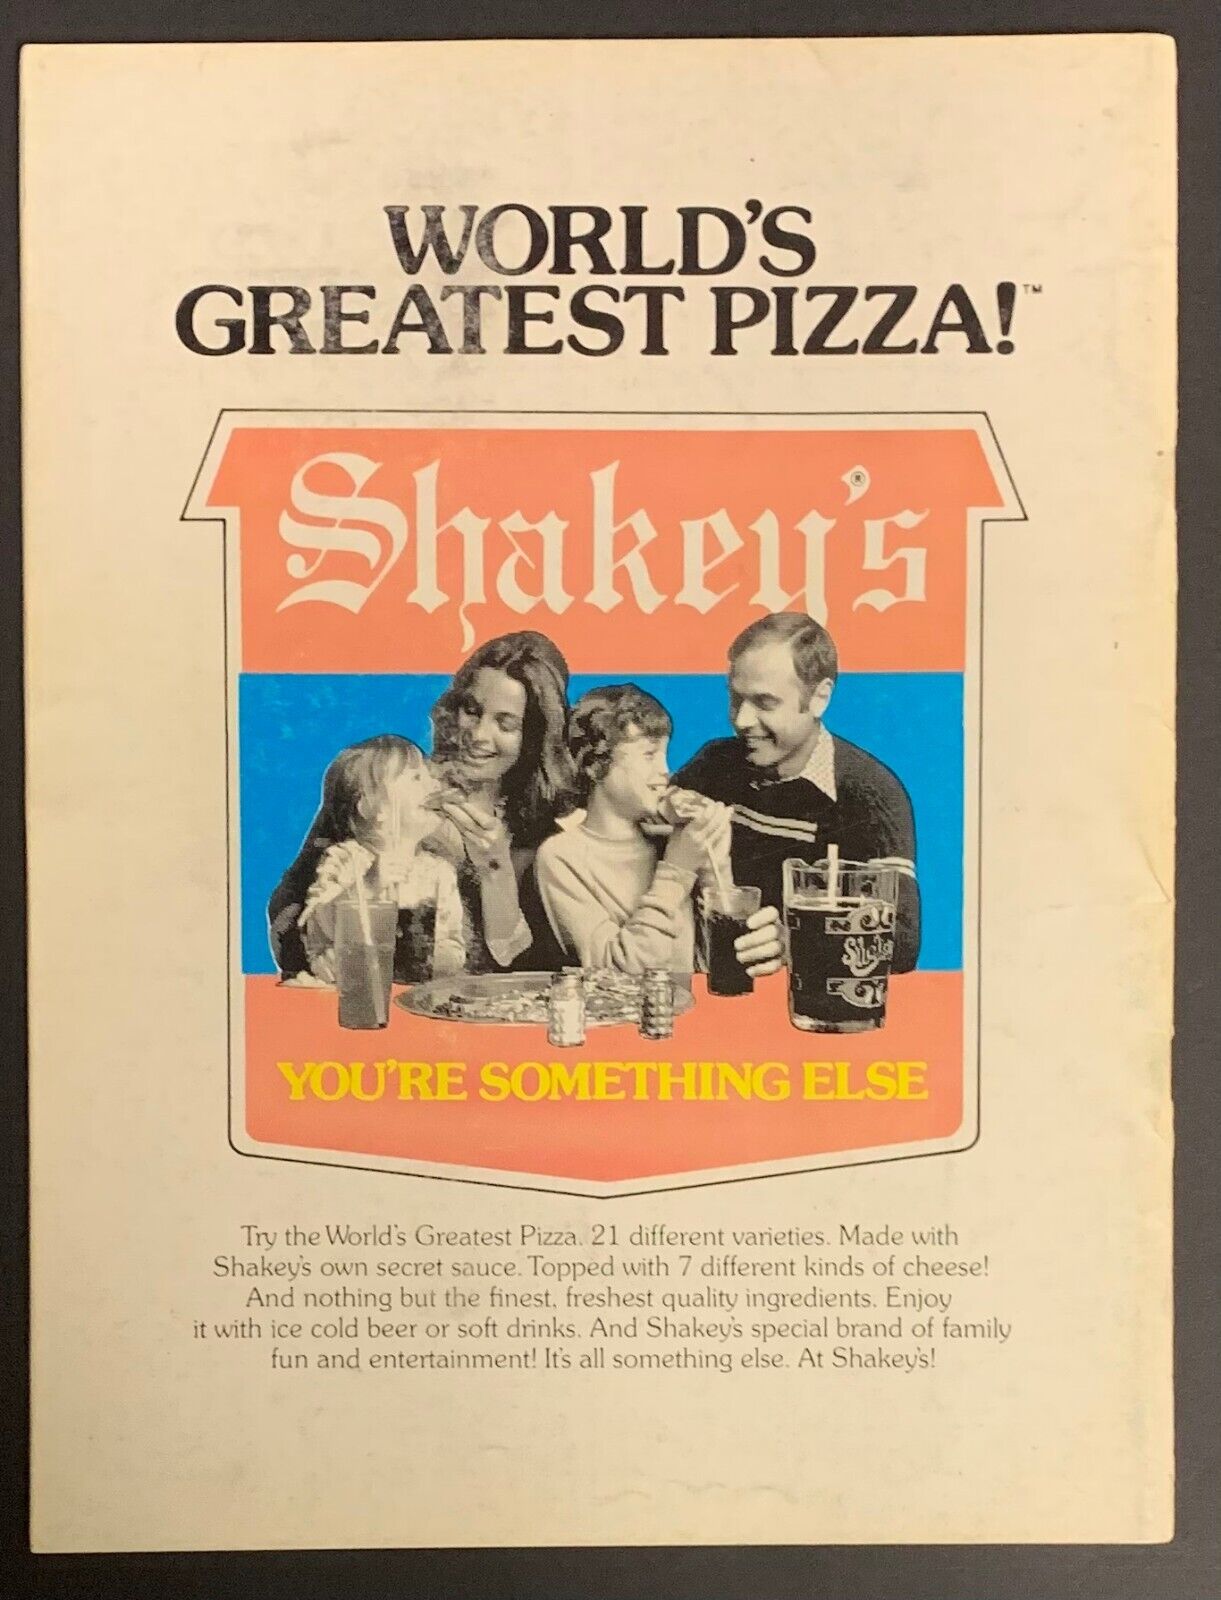 WORLD'S
GREATEST PIZZA!™
Shakey's®
YOU'RE SOMETHING ELSE
Try the World's Greatest Pizza. 21 different varieties. Made with
Shakey's own secret sauce. Topped with 7 different kinds of cheese!
And nothing but the finest, freshest quality ingredients. Enjoy
it with ice cold beer or soft drinks. And Shakey's special brand of family
fun and entertainment! It's all something else. At Shakey's!